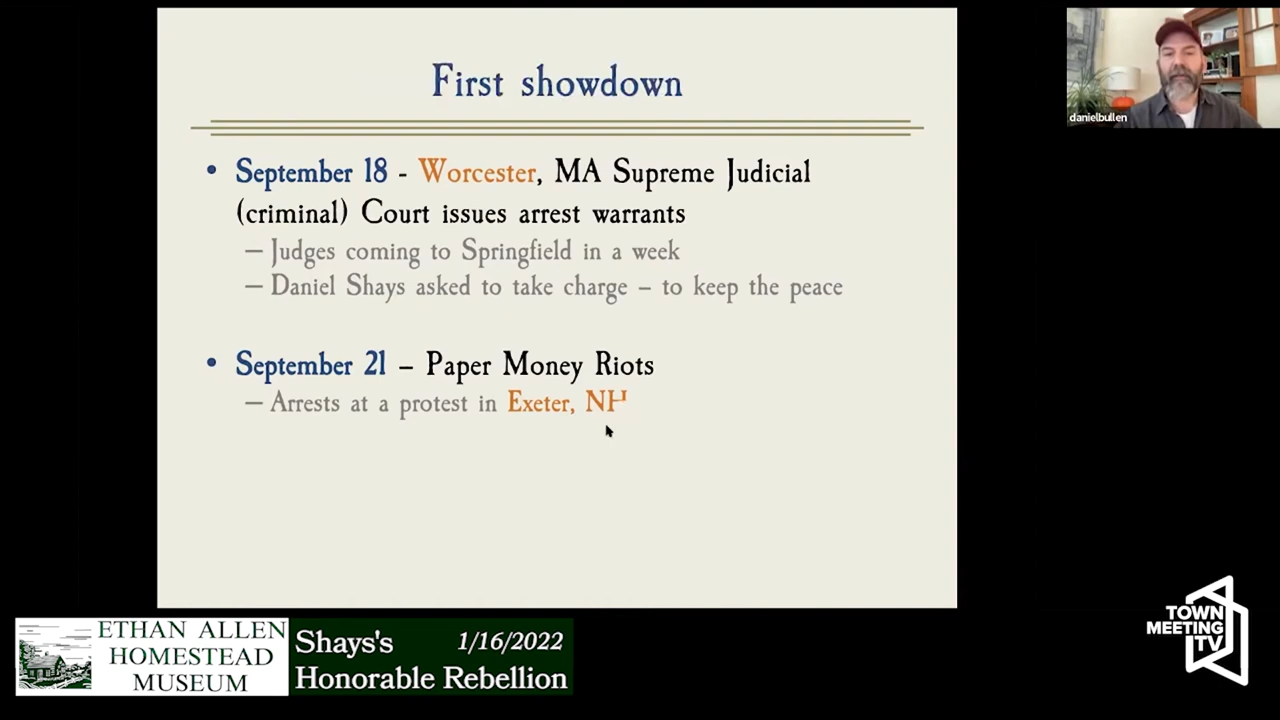 First showdown
• September 18 - Worcester, MA Supreme Judicial
(criminal) Court issues arrest warrants
– Judges coming to Springfield in a week
– Daniel Shays asked to take charge – to keep the peace
• September 21 – Paper Money Riots
– Arrests at a protest in Exeter, NH
danielbullen
ETHAN ALLEN
HOMESTEAD
MUSEUM
Shays's 1/16/2022
Honorable Rebellion
TOWN
MEETING
TV